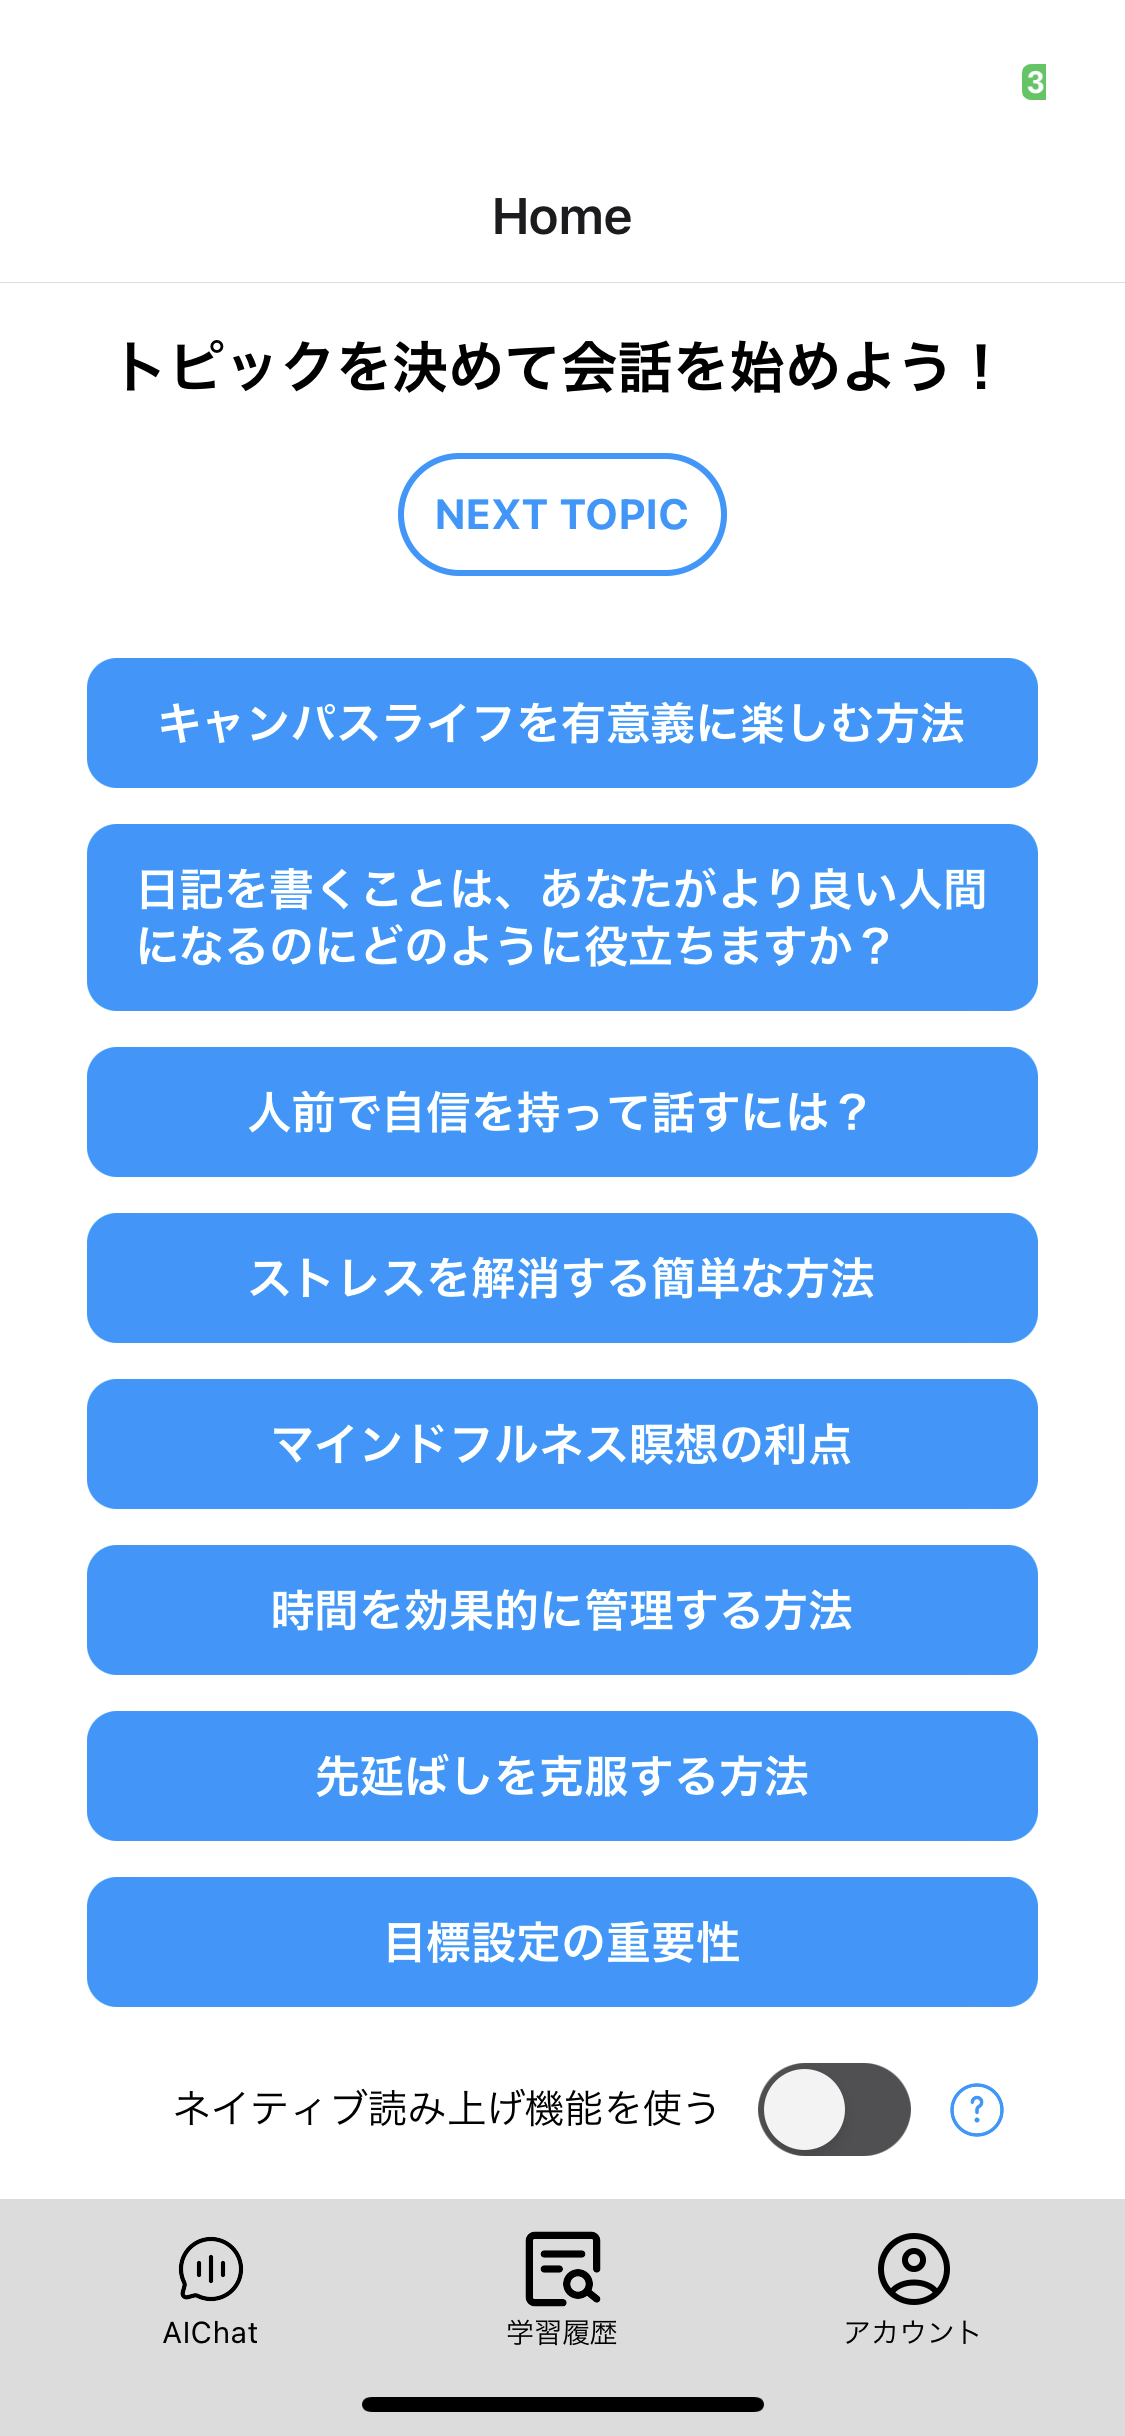 3
Home
トピックを決めて会話を始めよう！
NEXT TOPIC
キャンパスライフを有意義に楽しむ方法
日記を書くことは、あなたがより良い人間
になるのにどのように役立ちますか？
人前で自信を持って話すには？
ストレスを解消する簡単な方法
マインドフルネス瞑想の利点
時間を効果的に管理する方法
先延ばしを克服する方法
目標設定の重要性
ネイティブ読み上げ機能を使う ?
AIChat 学習履歴 アカウント